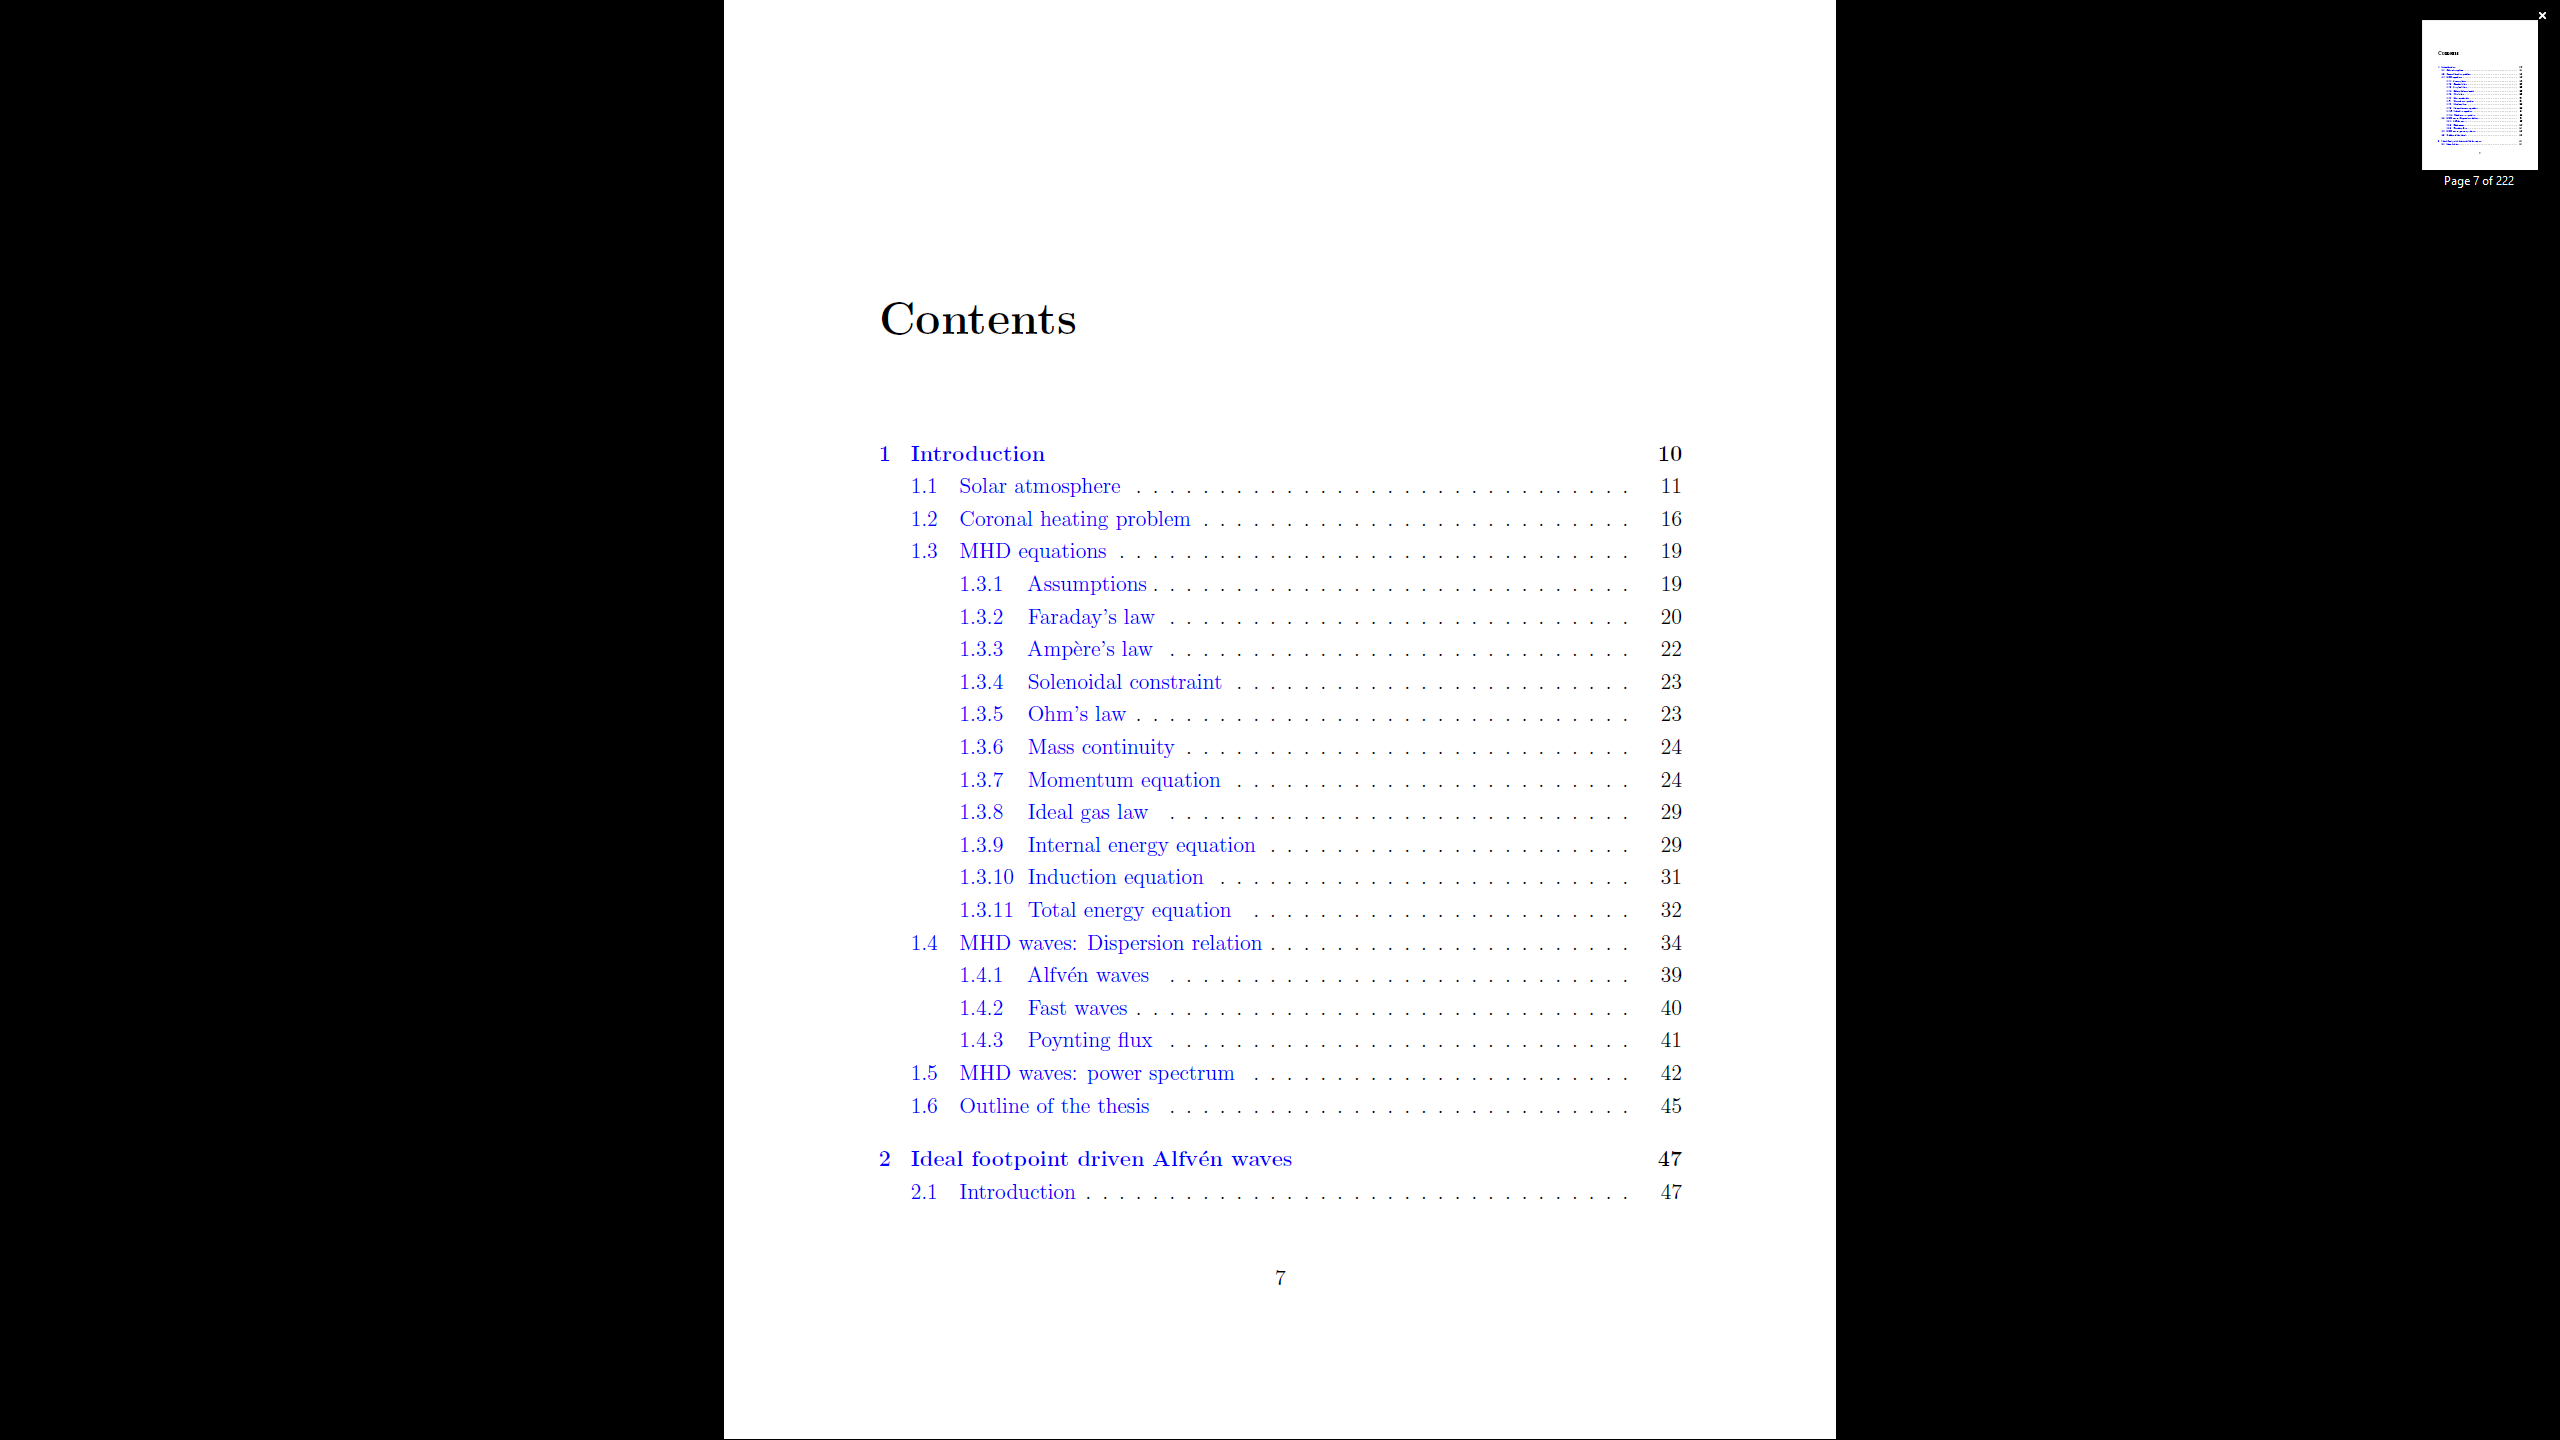 Contents
1 Introduction 10
1.1 Solar atmosphere . . . . . . . . . . . . . . . . . . . . . . . . . . . . . . 11
1.2 Coronal heating problem . . . . . . . . . . . . . . . . . . . . . . . . . . 16
1.3 MHD equations . . . . . . . . . . . . . . . . . . . . . . . . . . . . . . . 19
1.3.1 Assumptions . . . . . . . . . . . . . . . . . . . . . . . . . . . . . 19
1.3.2 Faraday's law . . . . . . . . . . . . . . . . . . . . . . . . . . . . 20
1.3.3 Ampère's law . . . . . . . . . . . . . . . . . . . . . . . . . . . . 22
1.3.4 Solenoidal constraint . . . . . . . . . . . . . . . . . . . . . . . . 23
1.3.5 Ohm's law . . . . . . . . . . . . . . . . . . . . . . . . . . . . . . 23
1.3.6 Mass continuity . . . . . . . . . . . . . . . . . . . . . . . . . . . 24
1.3.7 Momentum equation . . . . . . . . . . . . . . . . . . . . . . . . 24
1.3.8 Ideal gas law . . . . . . . . . . . . . . . . . . . . . . . . . . . . 29
1.3.9 Internal energy equation . . . . . . . . . . . . . . . . . . . . . . 29
1.3.10 Induction equation . . . . . . . . . . . . . . . . . . . . . . . . . 31
1.3.11 Total energy equation . . . . . . . . . . . . . . . . . . . . . . . 32
1.4 MHD waves: Dispersion relation . . . . . . . . . . . . . . . . . . . . . . 34
1.4.1 Alfvén waves . . . . . . . . . . . . . . . . . . . . . . . . . . . . 39
1.4.2 Fast waves . . . . . . . . . . . . . . . . . . . . . . . . . . . . . . 40
1.4.3 Poynting flux . . . . . . . . . . . . . . . . . . . . . . . . . . . . 41
1.5 MHD waves: power spectrum . . . . . . . . . . . . . . . . . . . . . . . 42
1.6 Outline of the thesis . . . . . . . . . . . . . . . . . . . . . . . . . . . . 45
2 Ideal footpoint driven Alfvén waves 47
2.1 Introduction . . . . . . . . . . . . . . . . . . . . . . . . . . . . . . . . . 47
7
Page 7 of 222